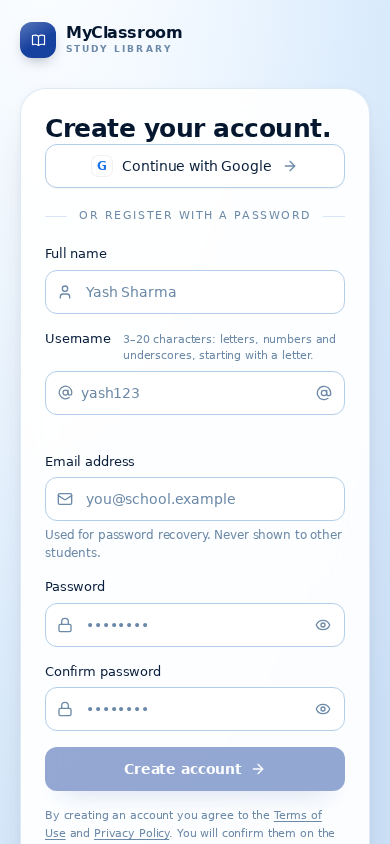 MyClassroom
STUDY LIBRARY
Create your account.
G Continue with Google
OR REGISTER WITH A PASSWORD
Full name
Yash Sharma
Username 3–20 characters: letters, numbers and
underscores, starting with a letter.
@ yash123 @
Email address
you@school.example
Used for password recovery. Never shown to other
students.
Password
••••••••
Confirm password
••••••••
Create account
By creating an account you agree to the Terms of
Use and Privacy Policy. You will confirm them on the